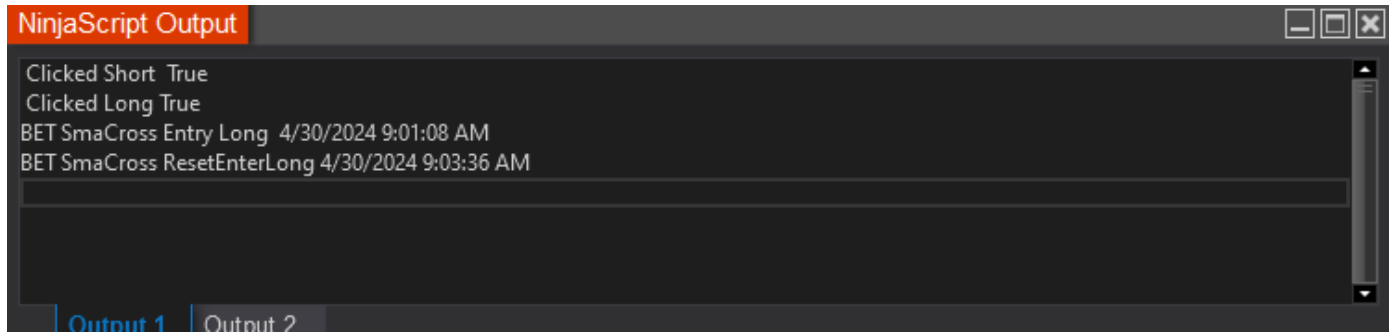 NinjaScript Output
Clicked Short  True
Clicked Long True
BET SmaCross Entry Long  4/30/2024 9:01:08 AM
BET SmaCross ResetEnterLong 4/30/2024 9:03:36 AM
Output 1 Output 2